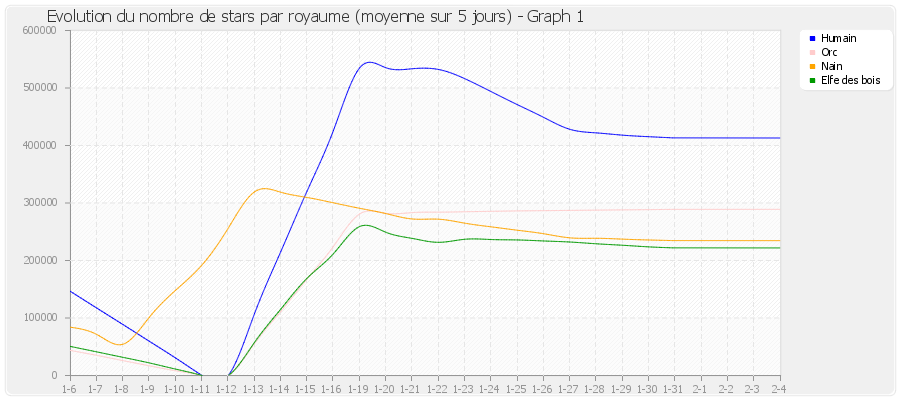 Evolution du nombre de stars par royaume (moyenne sur 5 jours) - Graph 1
600000
500000
400000
300000
200000
100000
0
1-6 1-7 1-8 1-9 1-10 1-11 1-12 1-13 1-14 1-15 1-16 1-19 1-20 1-21 1-22 1-23 1-24 1-25 1-26 1-27 1-28 1-29 1-30 1-31 2-1 2-2 2-3 2-4
Humain
Orc
Nain
Elfe des bois